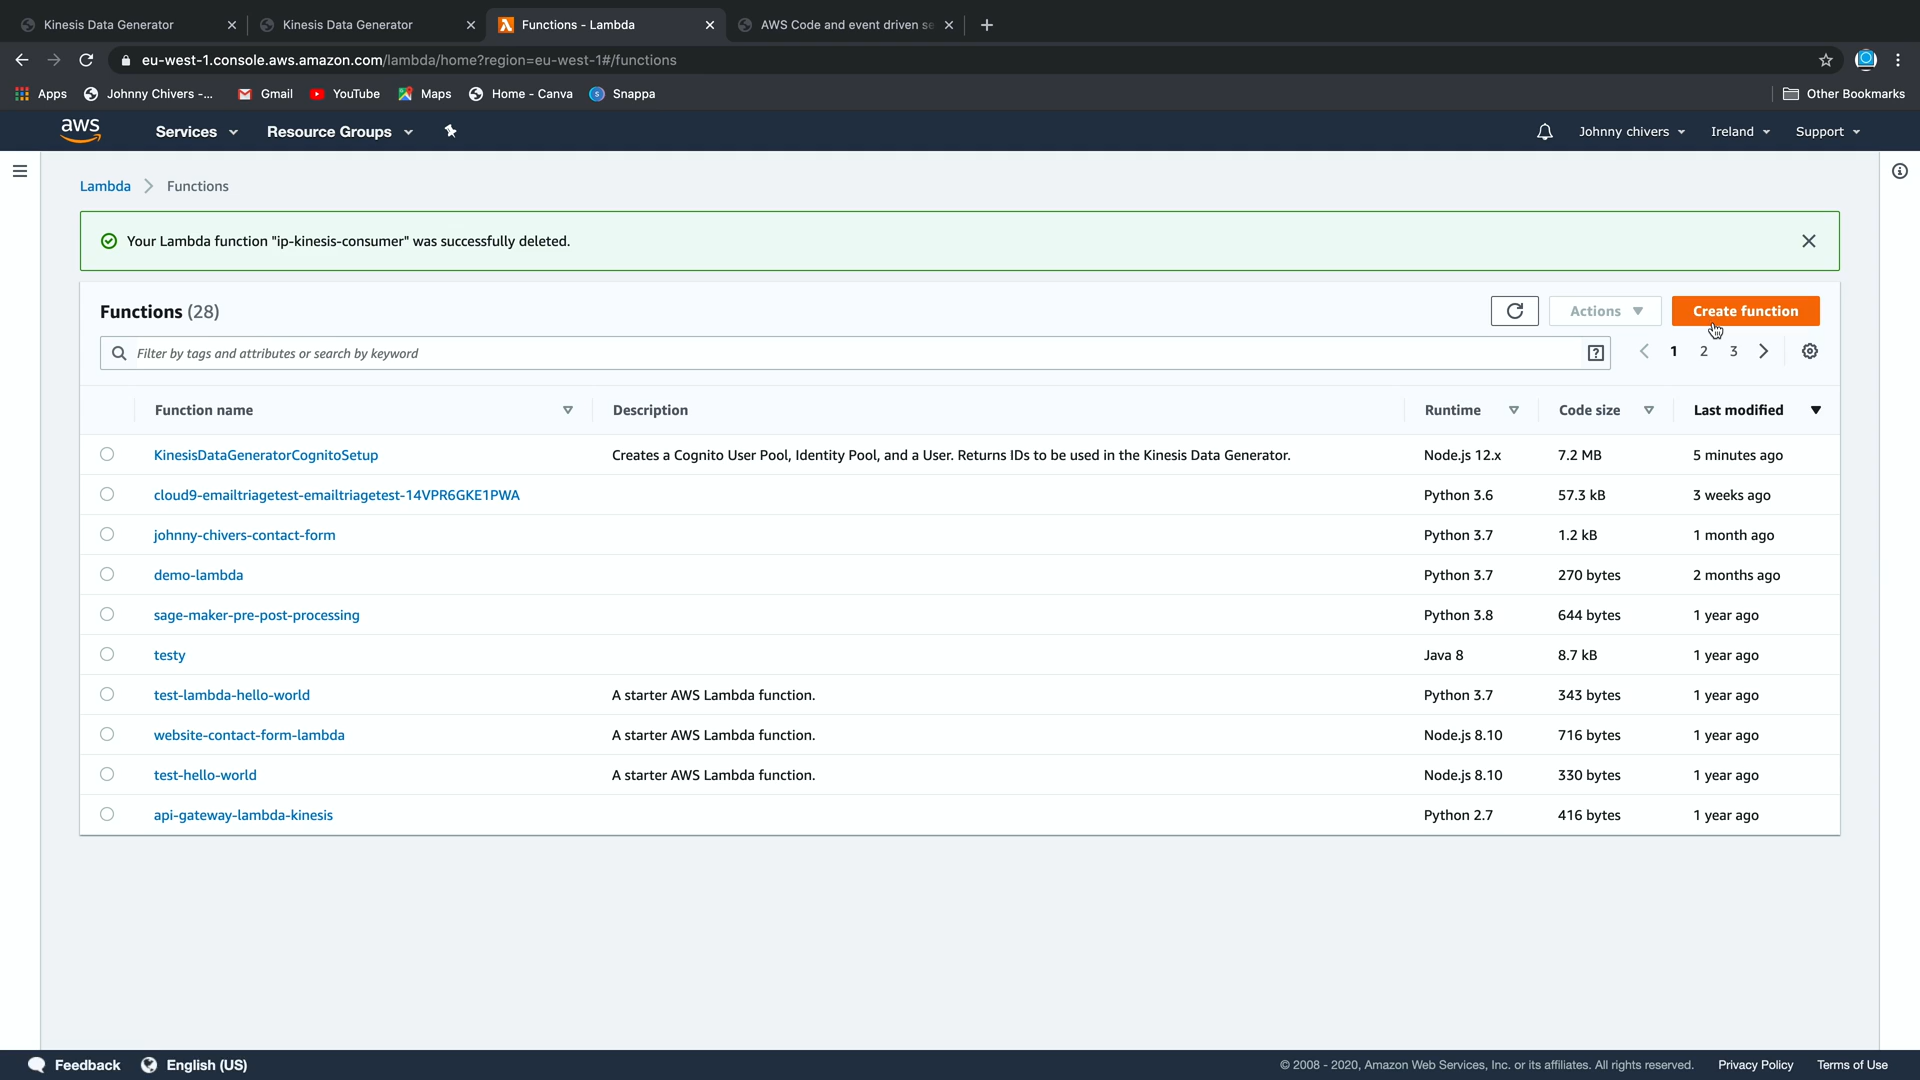 Kinesis Data Generator
Kinesis Data Generator
Functions - Lambda
AWS Code and event driven se
eu-west-1.console.aws.amazon.com/lambda/home?region=eu-west-1#/functions
Apps
Johnny Chivers -...
Gmail
YouTube
Maps
Home - Canva
Snappa
Other Bookmarks
aws
Services
Resource Groups
Johnny chivers
Ireland
Support
Lambda
Functions
Your Lambda function "ip-kinesis-consumer" was successfully deleted.
Functions (28)
Actions
Create function
Filter by tags and attributes or search by keyword
1 2 3
Function name Description Runtime Code size Last modified
KinesisDataGeneratorCognitoSetup Creates a Cognito User Pool, Identity Pool, and a User. Returns IDs to be used in the Kinesis Data Generator. Node.js 12.x 7.2 MB 5 minutes ago
cloud9-emailtriagetest-emailtriagetest-14VPR6GKE1PWA Python 3.6 57.3 kB 3 weeks ago
johnny-chivers-contact-form Python 3.7 1.2 kB 1 month ago
demo-lambda Python 3.7 270 bytes 2 months ago
sage-maker-pre-post-processing Python 3.8 644 bytes 1 year ago
testy Java 8 8.7 kB 1 year ago
test-lambda-hello-world A starter AWS Lambda function. Python 3.7 343 bytes 1 year ago
website-contact-form-lambda A starter AWS Lambda function. Node.js 8.10 716 bytes 1 year ago
test-hello-world A starter AWS Lambda function. Node.js 8.10 330 bytes 1 year ago
api-gateway-lambda-kinesis Python 2.7 416 bytes 1 year ago
Feedback
English (US)
© 2008 - 2020, Amazon Web Services, Inc. or its affiliates. All rights reserved.
Privacy Policy
Terms of Use